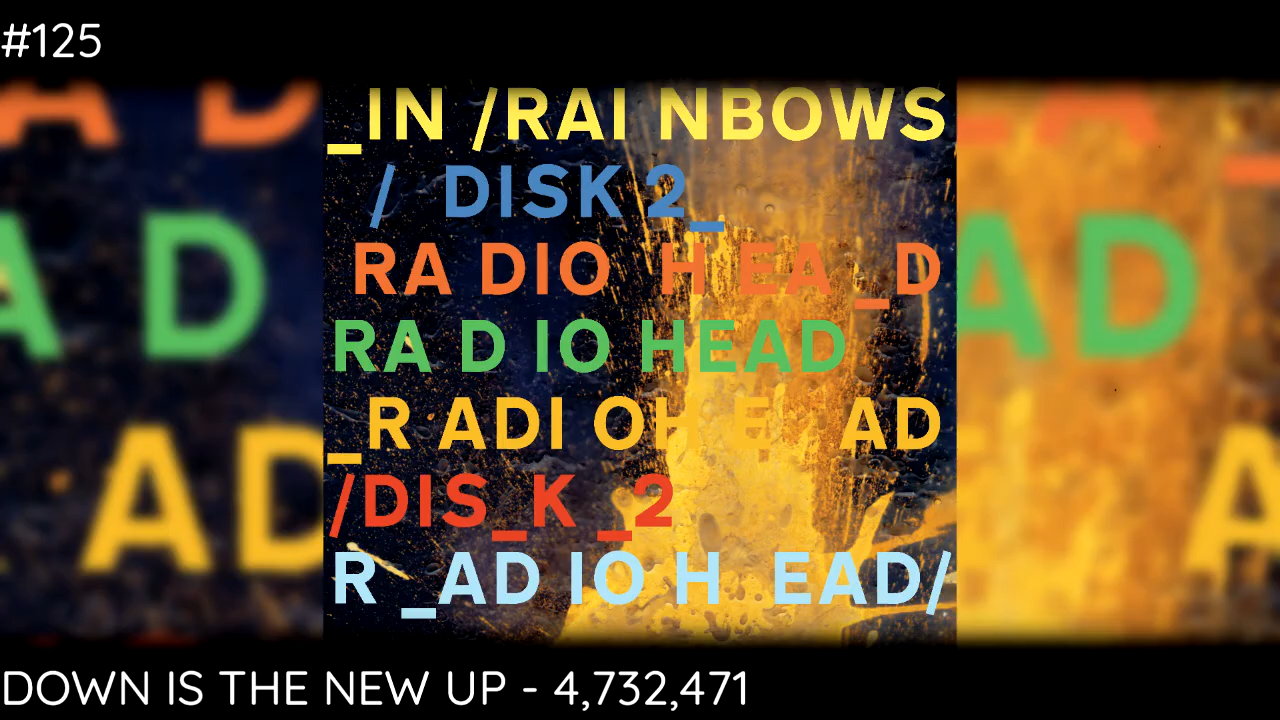 #125
_IN /RAI NBOWS
/ DISK 2_
RA DIO HEA _D
RA D IO HEAD
_R ADI OH E AD
/DIS_K _2
R _AD IO H EAD/
DOWN IS THE NEW UP - 4,732,471